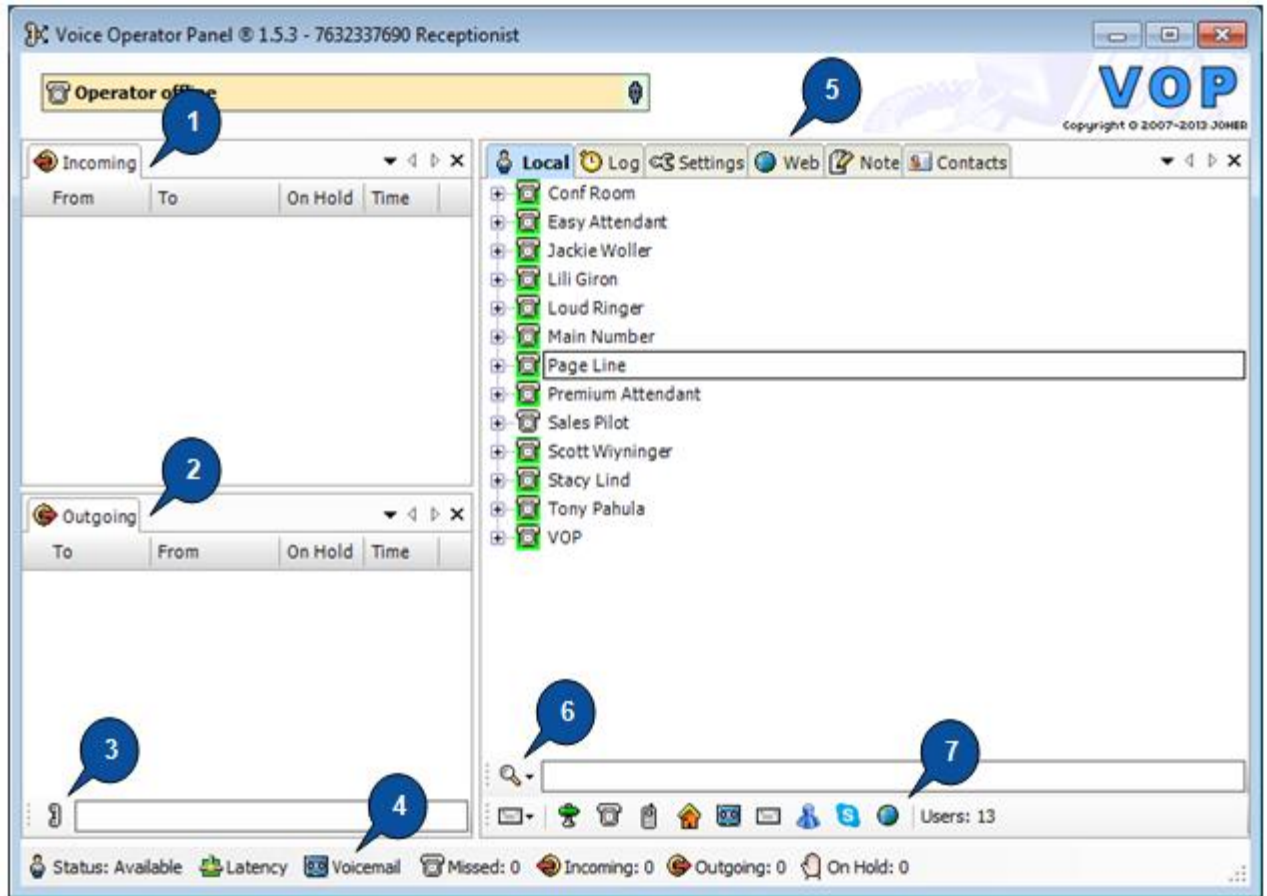 Voice Operator Panel ® 1.5.3 - 7632337690 Receptionist
Operator offline
VOP
Copyright © 2007-2013 JOHER
1
5
Incoming
From To On Hold Time
Local Log Settings Web Note Contacts
Conf Room
Easy Attendant
Jackie Woller
Lili Giron
Loud Ringer
Main Number
Page Line
Premium Attendant
Sales Pilot
Scott Wiyninger
Stacy Lind
Tony Pahula
VOP
2
Outgoing
To From On Hold Time
3
4
6
7
Users: 13
Status: Available Latency Voicemail Missed: 0 Incoming: 0 Outgoing: 0 On Hold: 0